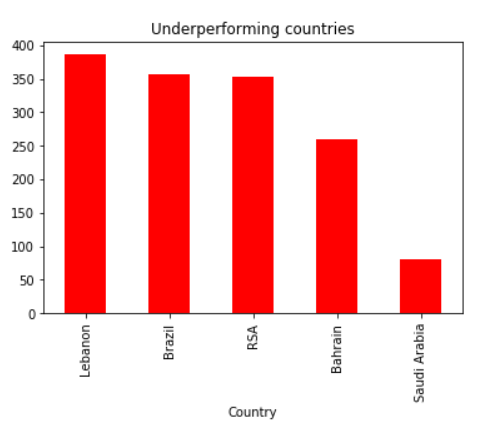 Underperforming countries
400
350
300
250
200
150
100
50
0
Lebanon
Brazil
RSA
Bahrain
Saudi Arabia
Country